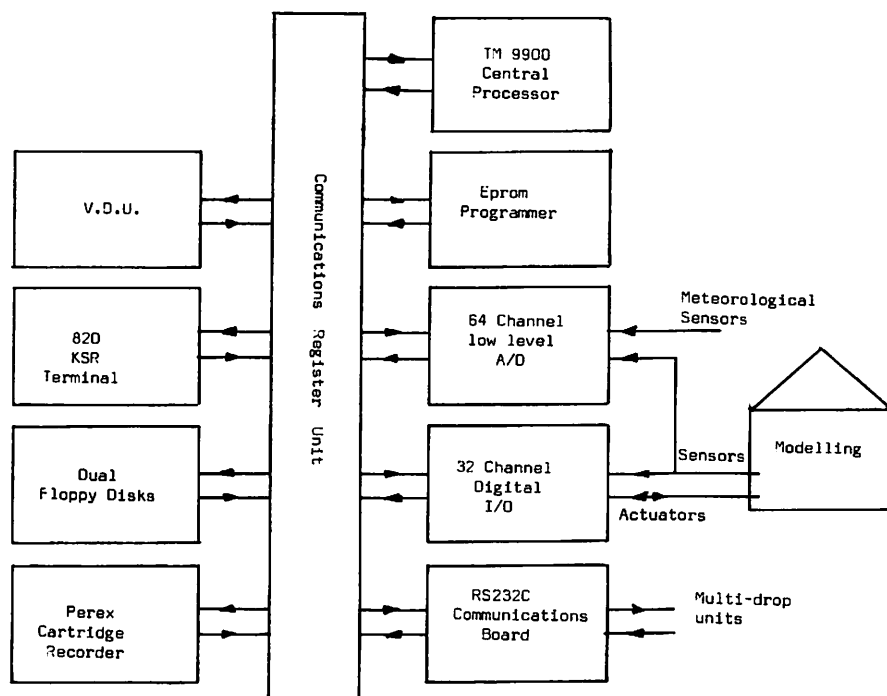 TM 9900
Central
Processor
V.D.U.
Eprom
Programmer
Communications Register Unit
820
KSR
Terminal
64 Channel
low level
A/D
Meteorological
Sensors
Dual
Floppy Disks
32 Channel
Digital
I/O
Sensors
Actuators
Modelling
Perex
Cartridge
Recorder
RS232C
Communications
Board
Multi-drop
units